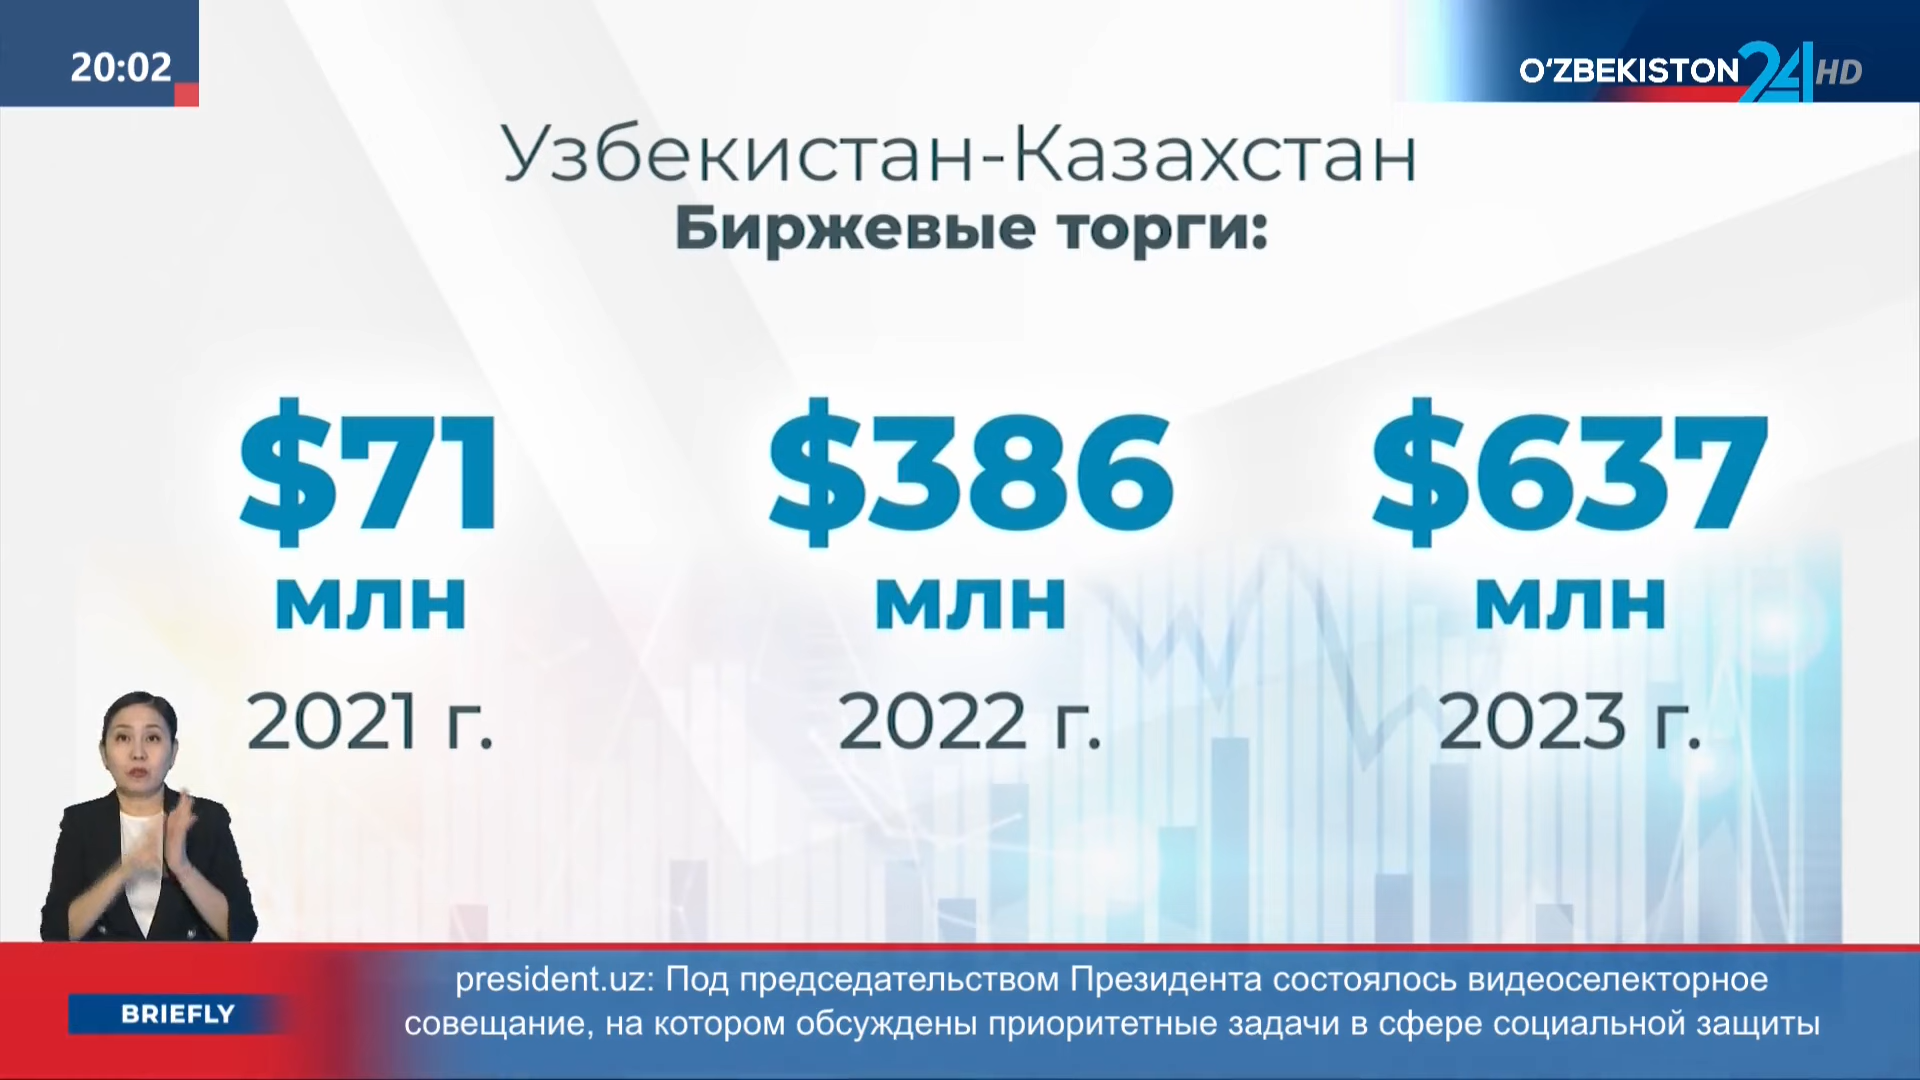 20:02
O‘ZBEKISTON 24 HD
Узбекистан-Казахстан
Биржевые торги:
$71 $386 $637
млн млн млн
2021 г. 2022 г. 2023 г.
BRIEFLY
president.uz: Под председательством Президента состоялось видеоселекторное
совещание, на котором обсуждены приоритетные задачи в сфере социальной защиты